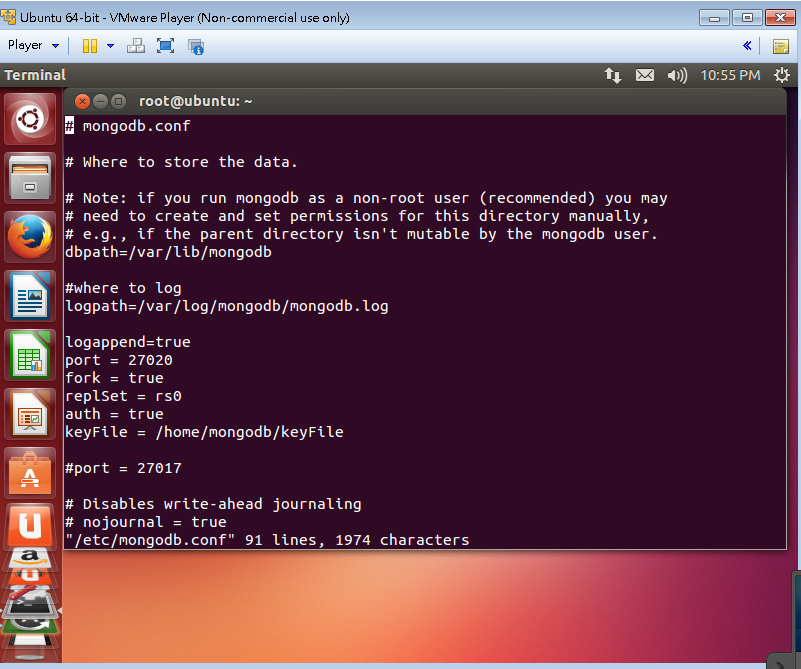 Ubuntu 64-bit - VMware Player (Non-commercial use only)
Player
Terminal
10:55 PM
root@ubuntu: ~
# mongodb.conf
# Where to store the data.
# Note: if you run mongodb as a non-root user (recommended) you may
# need to create and set permissions for this directory manually,
# e.g., if the parent directory isn't mutable by the mongodb user.
dbpath=/var/lib/mongodb
#where to log
logpath=/var/log/mongodb/mongodb.log
logappend=true
port = 27020
fork = true
replSet = rs0
auth = true
keyFile = /home/mongodb/keyFile
#port = 27017
# Disables write-ahead journaling
# nojournal = true
"/etc/mongodb.conf" 91 lines, 1974 characters